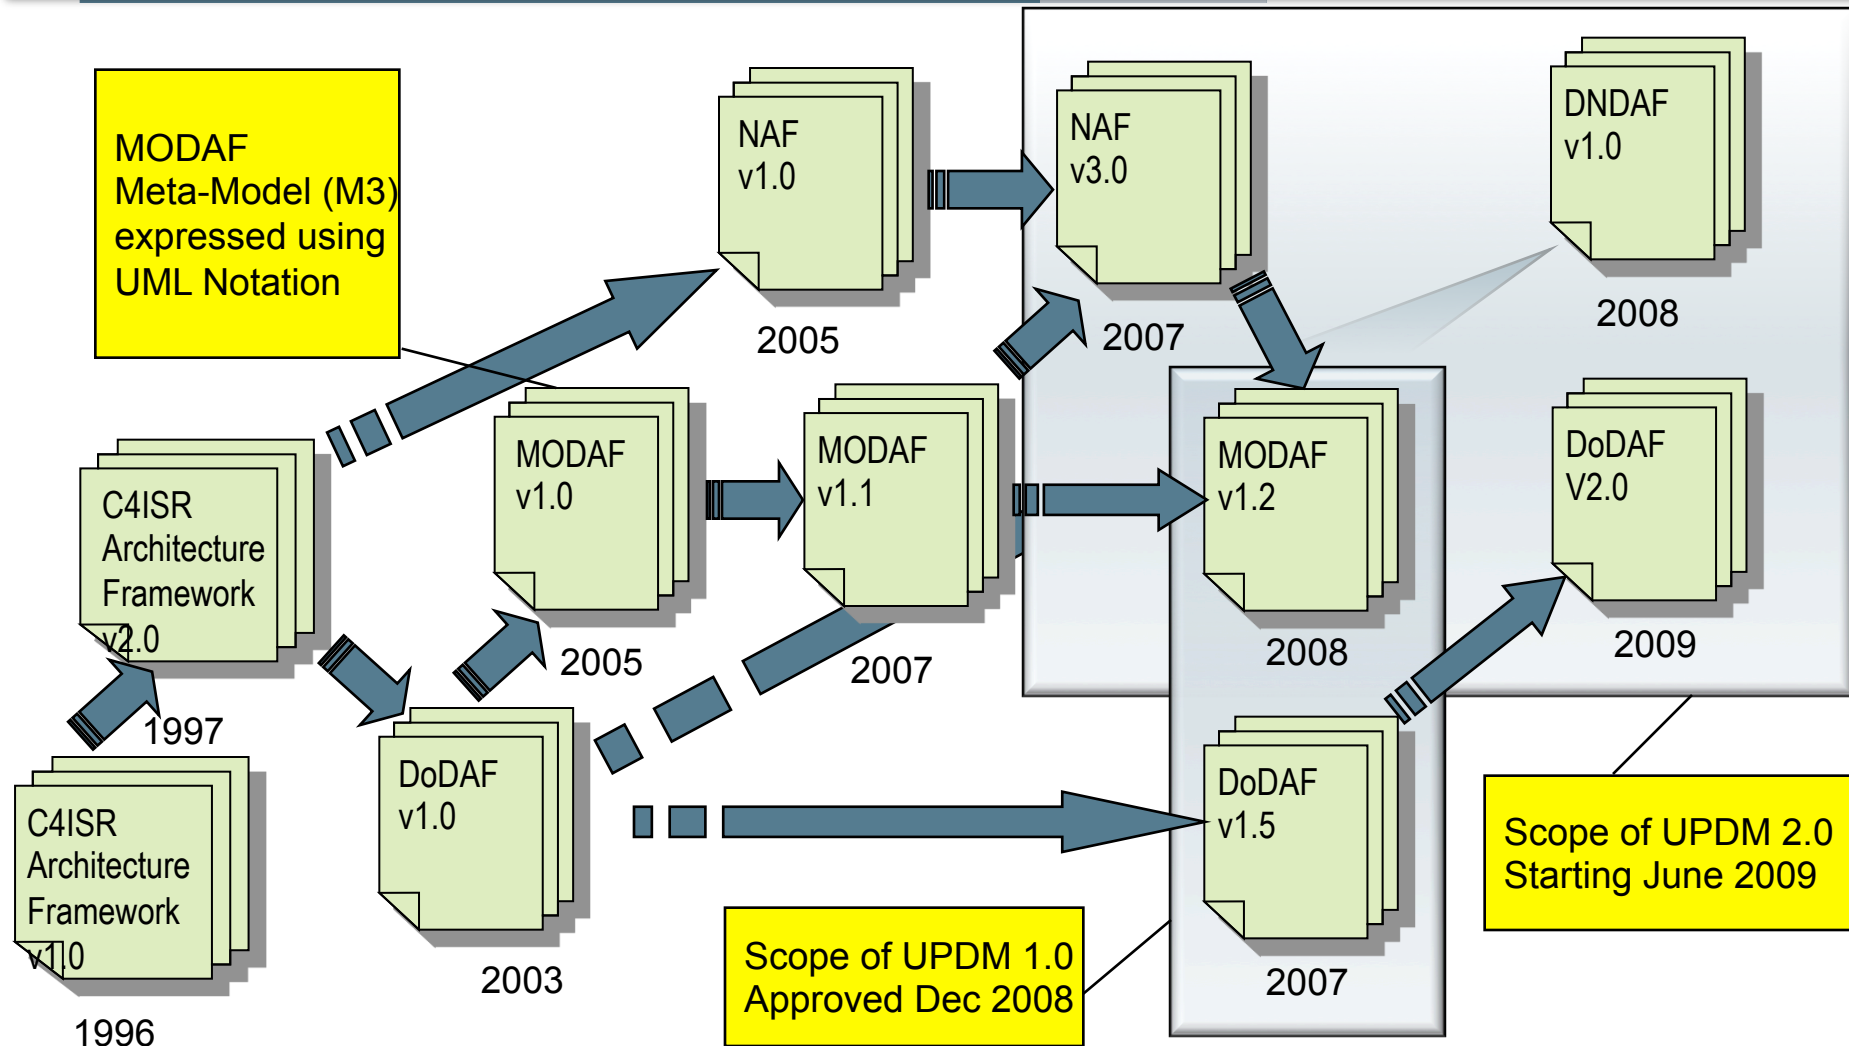 MODAF
Meta-Model (M3)
expressed using
UML Notation
NAF
v1.0
2005
NAF
v3.0
2007
DNDAF
v1.0
2008
C4ISR
Architecture
Framework
v2.0
1997
MODAF
v1.0
2005
MODAF
v1.1
2007
MODAF
v1.2
2008
DoDAF
V2.0
2009
C4ISR
Architecture
Framework
v1.0
1996
DoDAF
v1.0
2003
DoDAF
v1.5
2007
Scope of UPDM 1.0
Approved Dec 2008
Scope of UPDM 2.0
Starting June 2009